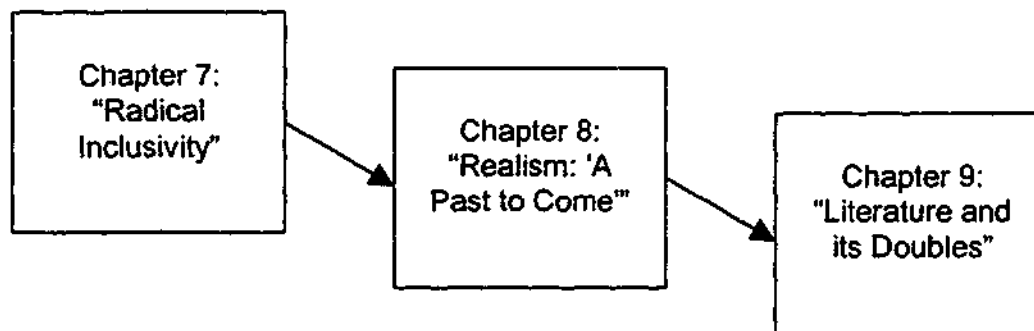 Chapter 7:
“Radical
Inclusivity”
Chapter 8:
“Realism: 'A
Past to Come'”
Chapter 9:
“Literature and
its Doubles”